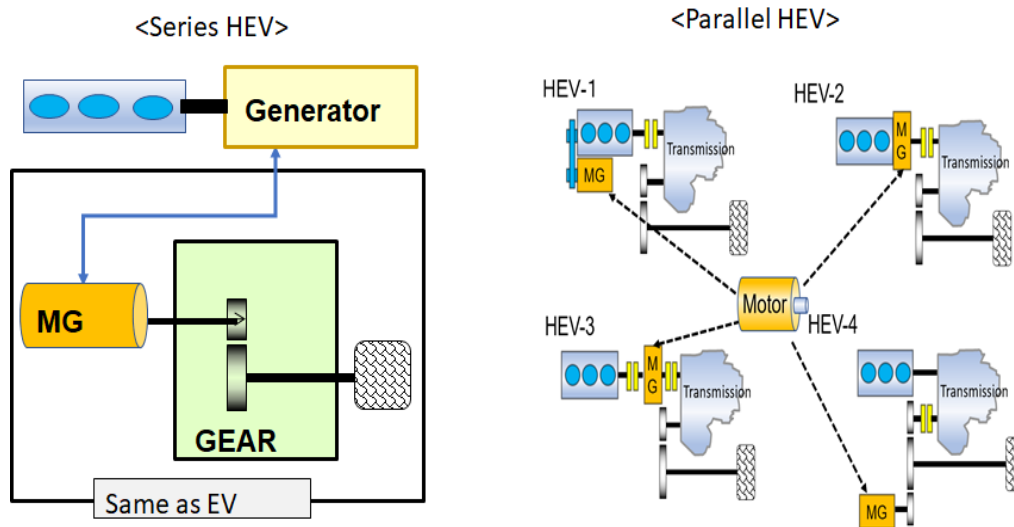 <Series HEV>
Generator
MG
GEAR
Same as EV
<Parallel HEV>
HEV-1
MG
Transmission
HEV-2
M
G
Transmission
Motor
HEV-3
M
G
Transmission
HEV-4
Transmission
MG